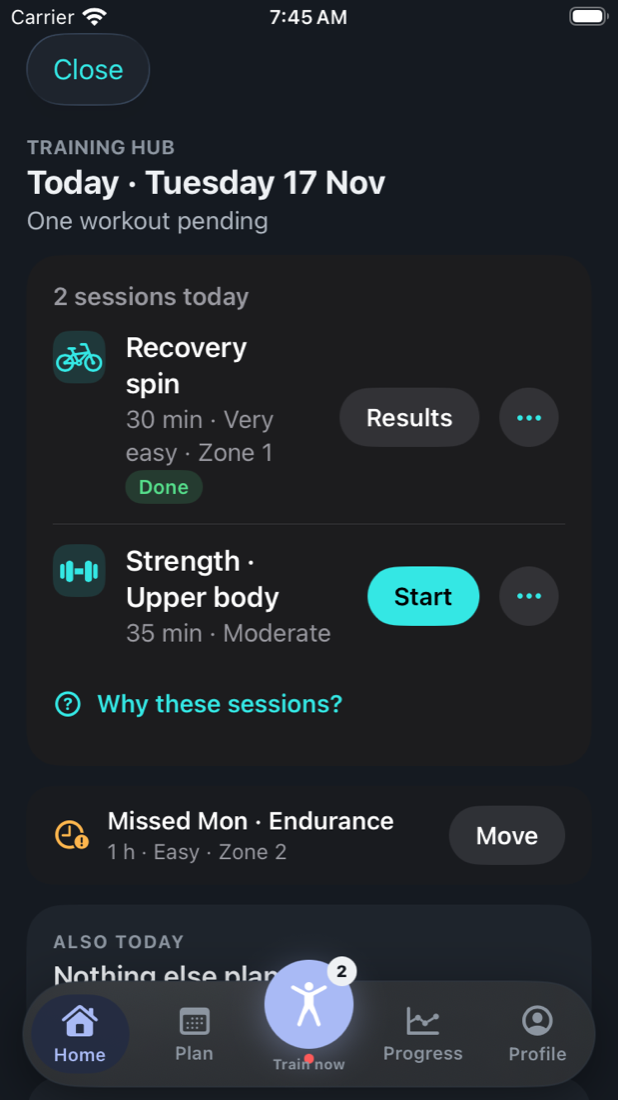 Carrier 7:45 AM
Close
TRAINING HUB
Today · Tuesday 17 Nov
One workout pending
2 sessions today
Recovery
spin
30 min · Very
easy · Zone 1
Done
Results
Strength ·
Upper body
35 min · Moderate
Start
Why these sessions?
Missed Mon · Endurance
1 h · Easy · Zone 2
Move
ALSO TODAY
Nothing else
2
Home
Plan
Train now
Progress
Profile